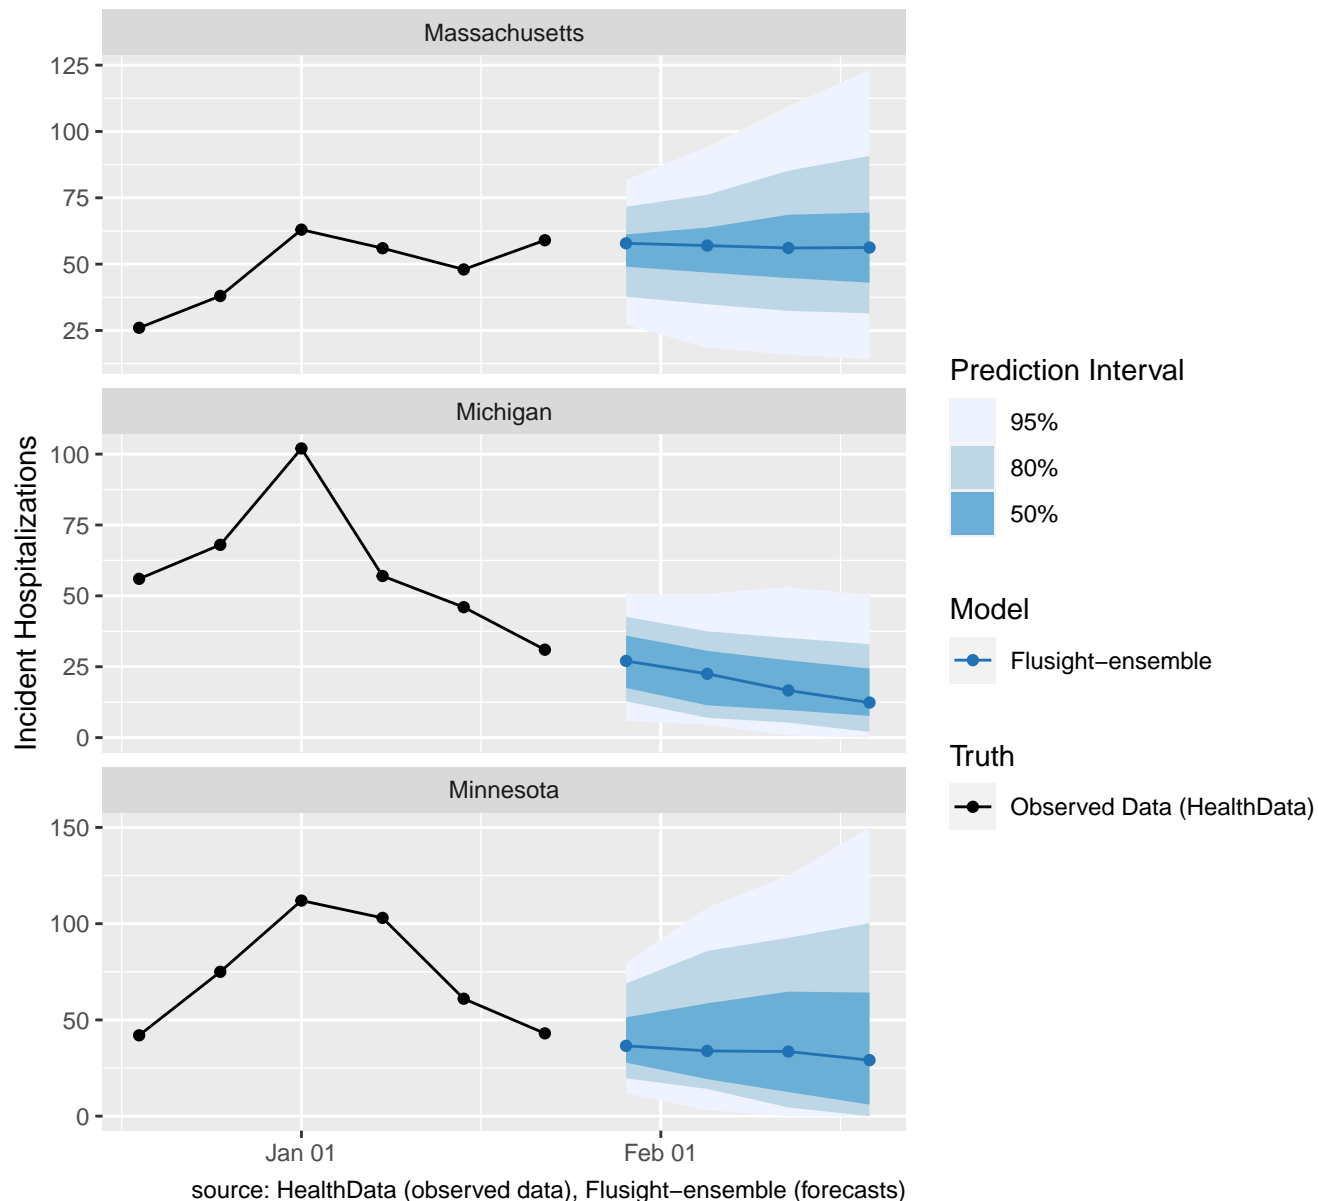 Massachusetts
125
100
75
50
25
Michigan
100
75
50
25
0
Minnesota
150
100
50
0
Jan 01
Feb 01
Incident Hospitalizations
source: HealthData (observed data), Flusight−ensemble (forecasts)
Prediction Interval
95%
80%
50%
Model
Flusight−ensemble
Truth
Observed Data (HealthData)